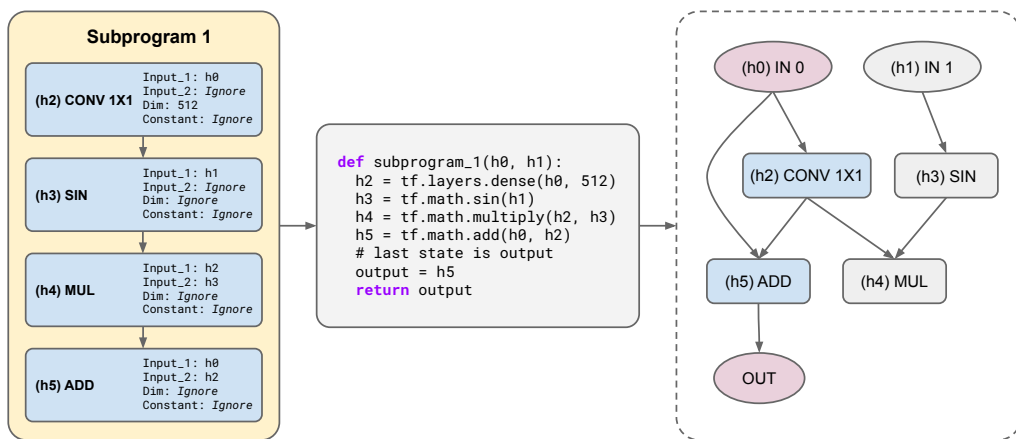 Subprogram 1
(h2) CONV 1X1
Input_1: h0
Input_2: Ignore
Dim: 512
Constant: Ignore
(h3) SIN
Input_1: h1
Input_2: Ignore
Dim: Ignore
Constant: Ignore
(h4) MUL
Input_1: h2
Input_2: h3
Dim: Ignore
Constant: Ignore
(h5) ADD
Input_1: h0
Input_2: h2
Dim: Ignore
Constant: Ignore
def subprogram_1(h0, h1):
h2 = tf.layers.dense(h0, 512)
h3 = tf.math.sin(h1)
h4 = tf.math.multiply(h2, h3)
h5 = tf.math.add(h0, h2)
# last state is output
output = h5
return output
(h0) IN 0
(h1) IN 1
(h2) CONV 1X1
(h3) SIN
(h5) ADD
(h4) MUL
OUT